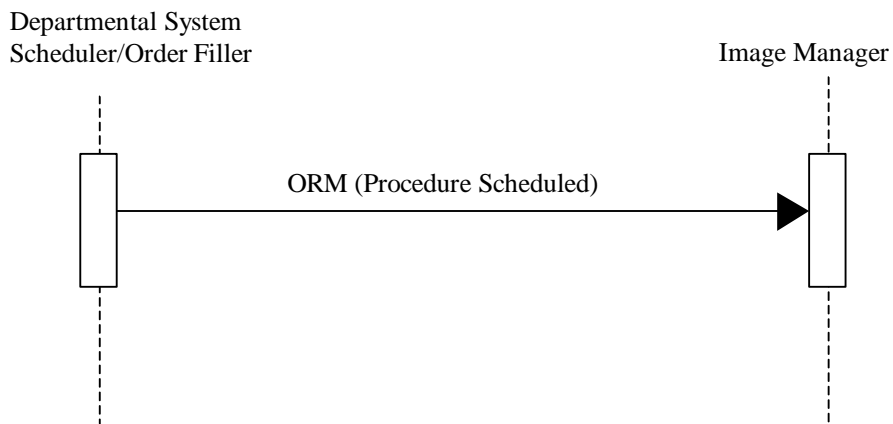 Departmental System
Scheduler/Order Filler
Image Manager
ORM (Procedure Scheduled)